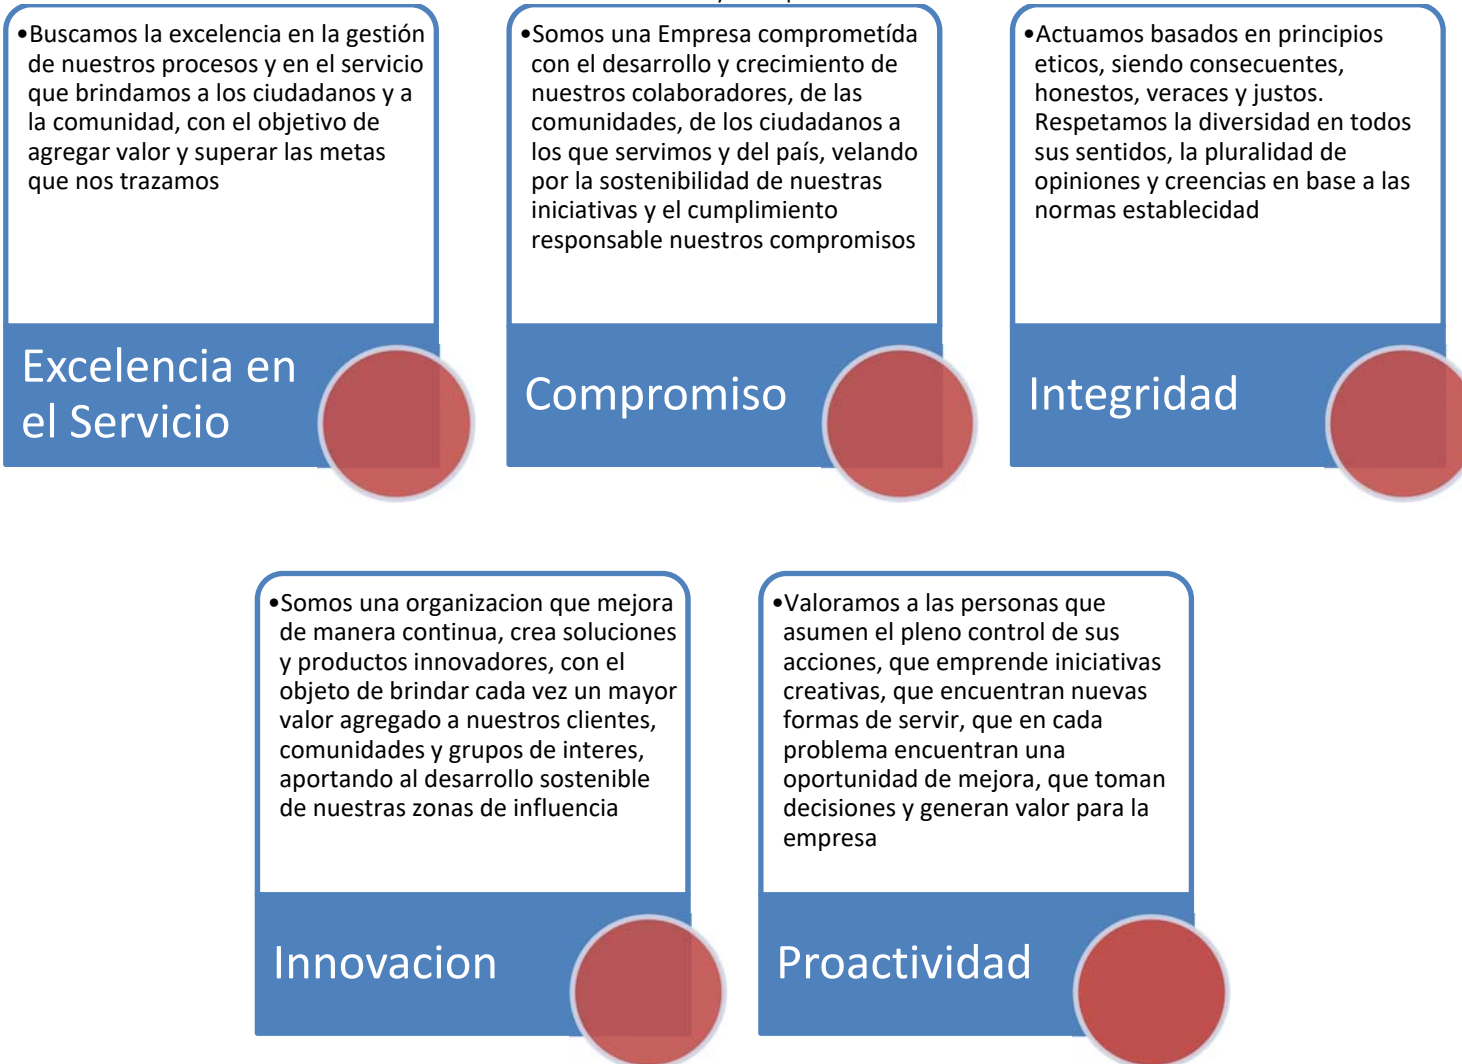 •Buscamos la excelencia en la gestión
de nuestros procesos y en el servicio
que brindamos a los ciudadanos y a
la comunidad, con el objetivo de
agregar valor y superar las metas
que nos trazamos
Excelencia en
el Servicio
•Somos una Empresa comprometída
con el desarrollo y crecimiento de
nuestros colaboradores, de las
comunidades, de los ciudadanos a
los que servimos y del país, velando
por la sostenibilidad de nuestras
iniciativas y el cumplimiento
responsable nuestros compromisos
Compromiso
•Actuamos basados en principios
eticos, siendo consecuentes,
honestos, veraces y justos.
Respetamos la diversidad en todos
sus sentidos, la pluralidad de
opiniones y creencias en base a las
normas establecidad
Integridad
•Somos una organizacion que mejora
de manera continua, crea soluciones
y productos innovadores, con el
objeto de brindar cada vez un mayor
valor agregado a nuestros clientes,
comunidades y grupos de interes,
aportando al desarrollo sostenible
de nuestras zonas de influencia
Innovacion
•Valoramos a las personas que
asumen el pleno control de sus
acciones, que emprende iniciativas
creativas, que encuentran nuevas
formas de servir, que en cada
problema encuentran una
oportunidad de mejora, que toman
decisiones y generan valor para la
empresa
Proactividad